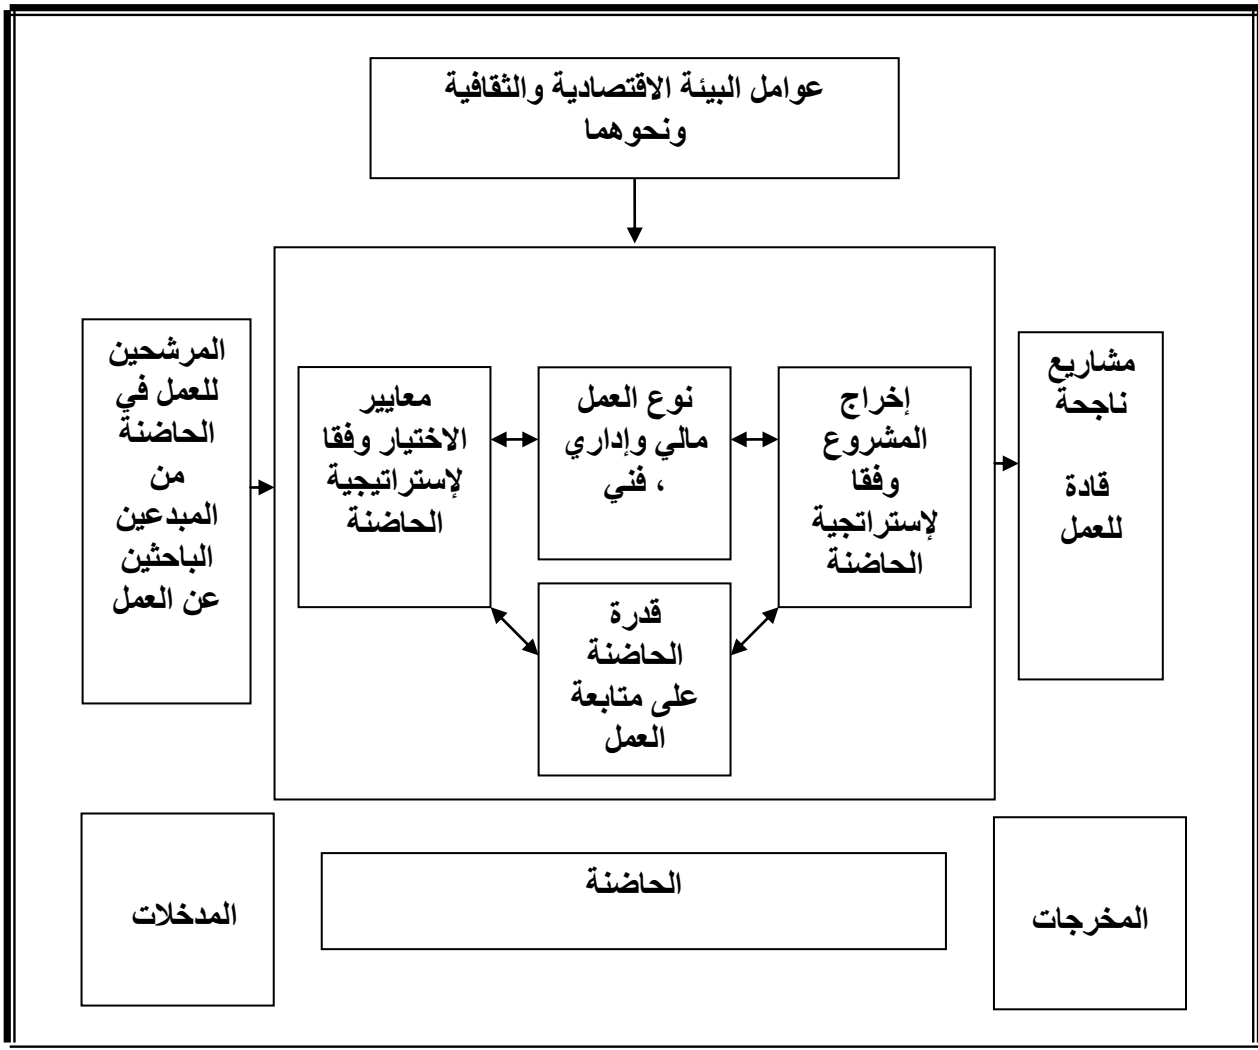 عوامل البيئة الاقتصادية والثقافية
ونحوهما
المرشحين
للعمل في
الحاضنة
من
المبدعين
الباحثين
عن العمل
معايير
الاختيار وفقا
لإستراتيجية
الحاضنة
نوع العمل
مالي وإداري
، فني
إخراج
المشروع
وفقا
لإستراتجية
الحاضنة
قدرة
الحاضنة
على متابعة
العمل
مشاريع
ناجحة
قادة
للعمل
المدخلات
الحاضنة
المخرجات